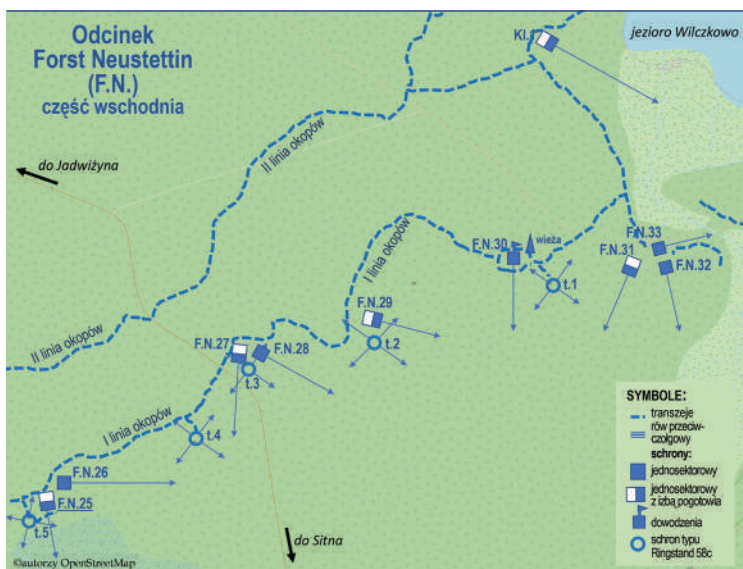 Odcinek
Forst Neustettin
(F.N.)
część wschodnia
Kl.1
jezioro Wilczkowo
do Jadwiżyna
II linia okopów
I linia okopów
F.N.30
wieża
F.N.33
F.N.31
F.N.32
t.1
F.N.29
t.2
F.N.27
F.N.28
t.3
II linia okopów
I linia okopów
t.4
F.N.26
F.N.25
t.5
do Sitna
©autorzy OpenStreetMap
SYMBOLE:
transzeje
rów przeciw-
czołgowy
schrony:
jednosektorowy
jednosektorowy
z izbą pogotowia
dowodzenia
schron typu
Ringstand 58c